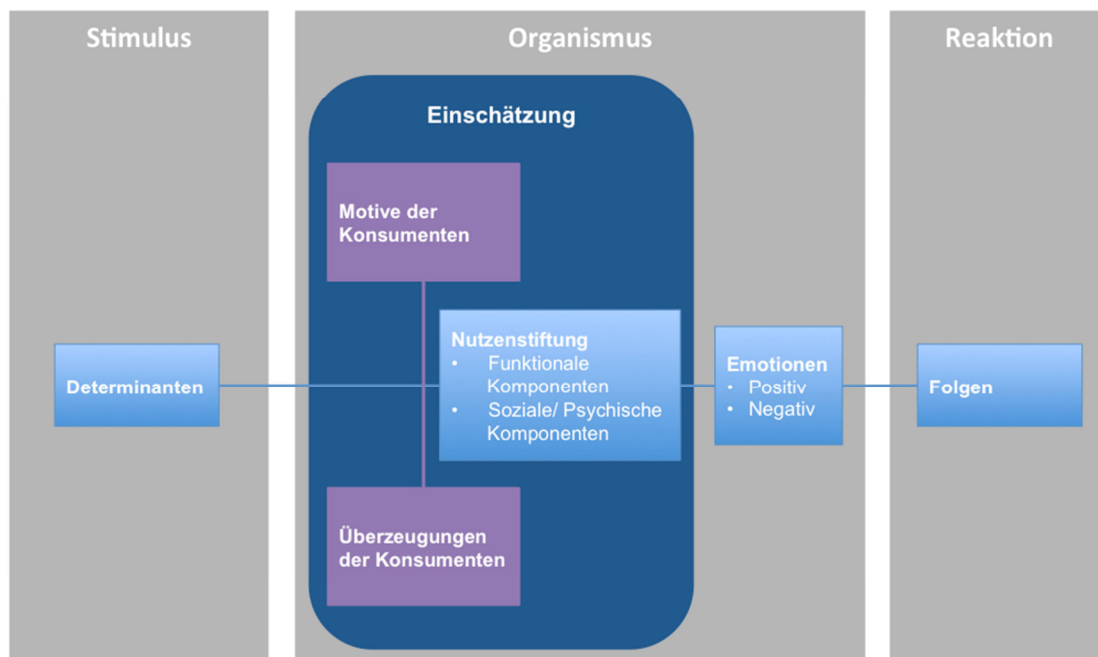 Stimulus
Organismus
Reaktion
Einschätzung
Motive der
Konsumenten
Nutzenstiftung
• Funktionale
Komponenten
• Soziale/ Psychische
Komponenten
Emotionen
• Positiv
• Negativ
Determinanten
Folgen
Überzeugungen
der Konsumenten